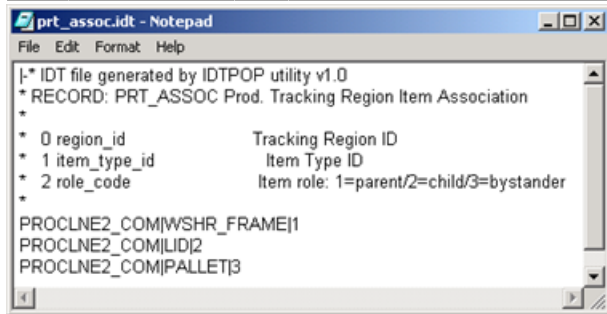 prt_assoc.idt - Notepad
File Edit Format Help
|-* IDT file generated by IDTPOP utility v1.0
* RECORD: PRT_ASSOC Prod. Tracking Region Item Association
*
* 0 region_id Tracking Region ID
* 1 item_type_id Item Type ID
* 2 role_code Item role: 1=parent/2=child/3=bystander
*
PROCLNE2_COM|WSHR_FRAME|1
PROCLNE2_COM|LID|2
PROCLNE2_COM|PALLET|3